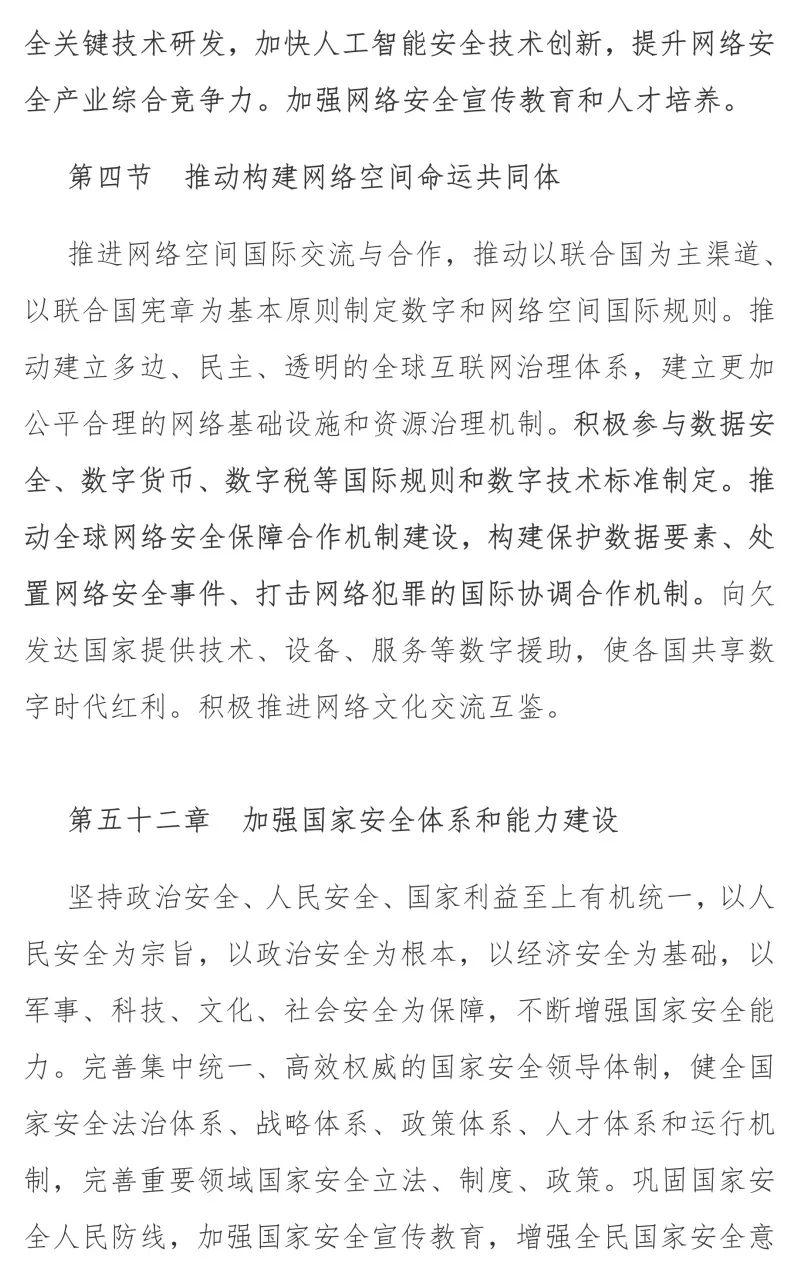 全关键技术研发，加快人工智能安全技术创新，提升网络安
全产业综合竞争力。加强网络安全宣传教育和人才培养。
第四节　推动构建网络空间命运共同体
推进网络空间国际交流与合作，推动以联合国为主渠道、
以联合国宪章为基本原则制定数字和网络空间国际规则。推
动建立多边、民主、透明的全球互联网治理体系，建立更加
公平合理的网络基础设施和资源治理机制。积极参与数据安
全、数字货币、数字税等国际规则和数字技术标准制定。推
动全球网络安全保障合作机制建设，构建保护数据要素、处
置网络安全事件、打击网络犯罪的国际协调合作机制。向欠
发达国家提供技术、设备、服务等数字援助，使各国共享数
字时代红利。积极推进网络文化交流互鉴。
第五十二章　加强国家安全体系和能力建设
坚持政治安全、人民安全、国家利益至上有机统一，以人
民安全为宗旨，以政治安全为根本，以经济安全为基础，以
军事、科技、文化、社会安全为保障，不断增强国家安全能
力。完善集中统一、高效权威的国家安全领导体制，健全国
家安全法治体系、战略体系、政策体系、人才体系和运行机
制，完善重要领域国家安全立法、制度、政策。巩固国家安
全人民防线，加强国家安全宣传教育，增强全民国家安全意